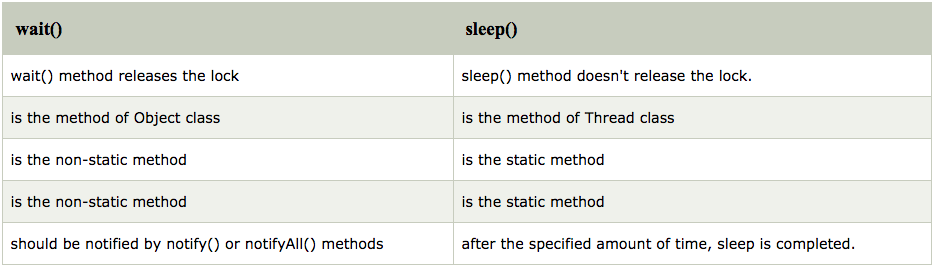 wait() sleep()
wait() method releases the lock sleep() method doesn't release the lock.
is the method of Object class is the method of Thread class
is the non-static method is the static method
is the non-static method is the static method
should be notified by notify() or notifyAll() methods after the specified amount of time, sleep is completed.